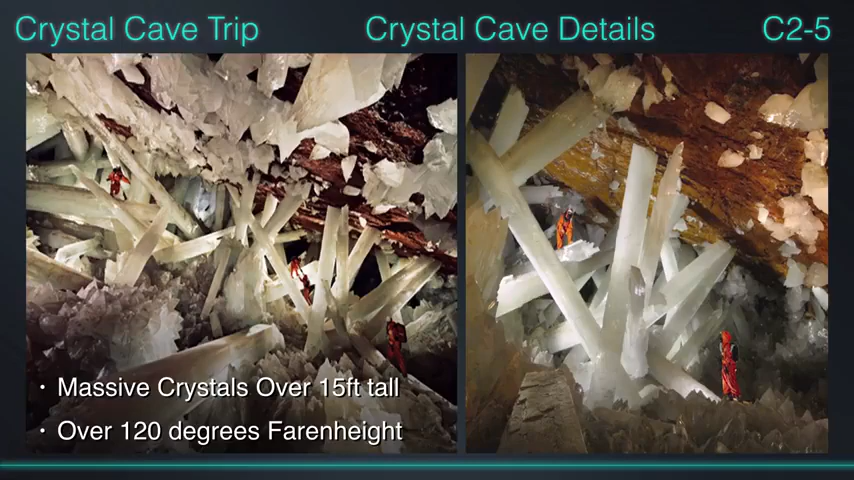 Crystal Cave Trip
Crystal Cave Details
C2-5
· Massive Crystals Over 15ft tall
· Over 120 degrees Farenheight